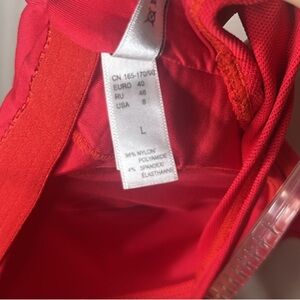 CN 165-170/96
EURO 40
RU 46
USA 8
L
96% NYLON
POLYAMIDE
4% SPANDEX
ELASTHANNE